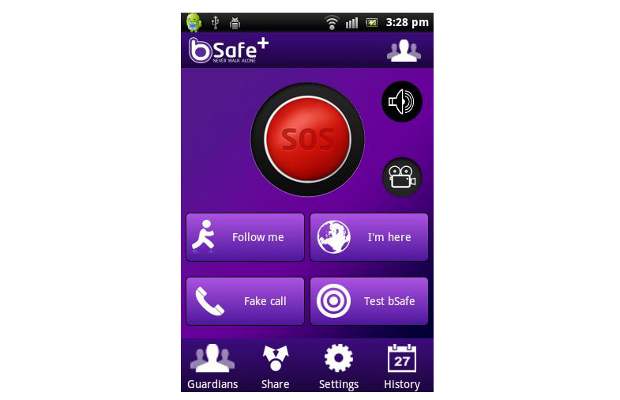 3:28 pm
bSafe+
NEVER WALK ALONE
SOS
Follow me
I'm here
Fake call
Test bSafe
27
Guardians
Share
Settings
History